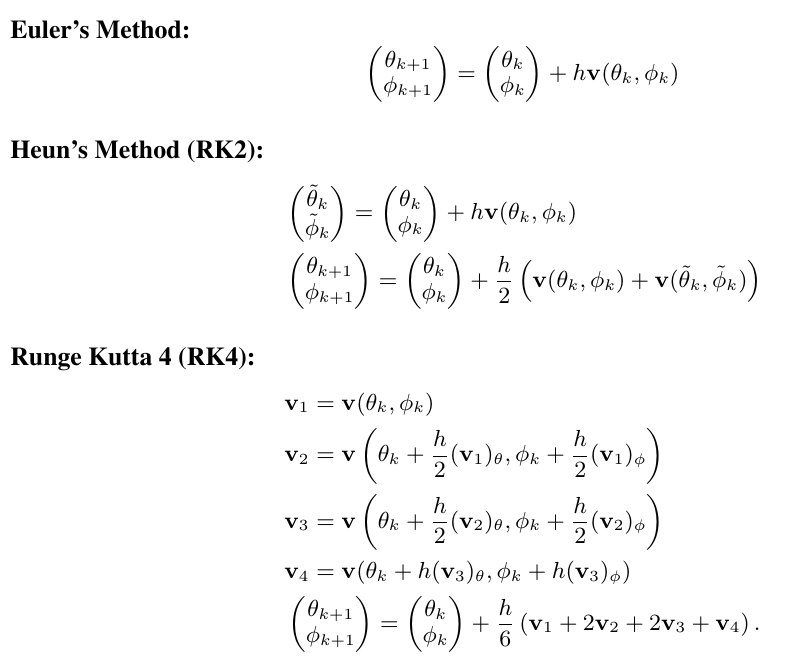 Euler's Method:
\begin{pmatrix} \theta_{k+1} \\ \phi_{k+1} \end{pmatrix} = \begin{pmatrix} \theta_k \\ \phi_k \end{pmatrix} + h\mathbf{v}(\theta_k, \phi_k)
Heun's Method (RK2):
\begin{pmatrix} \tilde{\theta}_k \\ \tilde{\phi}_k \end{pmatrix} = \begin{pmatrix} \theta_k \\ \phi_k \end{pmatrix} + h\mathbf{v}(\theta_k, \phi_k)
\begin{pmatrix} \theta_{k+1} \\ \phi_{k+1} \end{pmatrix} = \begin{pmatrix} \theta_k \\ \phi_k \end{pmatrix} + \frac{h}{2} \left( \mathbf{v}(\theta_k, \phi_k) + \mathbf{v}(\tilde{\theta}_k, \tilde{\phi}_k) \right)
Runge Kutta 4 (RK4):
\mathbf{v}_1 = \mathbf{v}(\theta_k, \phi_k)
\mathbf{v}_2 = \mathbf{v} \left( \theta_k + \frac{h}{2}(\mathbf{v}_1)_\theta, \phi_k + \frac{h}{2}(\mathbf{v}_1)_\phi \right)
\mathbf{v}_3 = \mathbf{v} \left( \theta_k + \frac{h}{2}(\mathbf{v}_2)_\theta, \phi_k + \frac{h}{2}(\mathbf{v}_2)_\phi \right)
\mathbf{v}_4 = \mathbf{v}(\theta_k + h(\mathbf{v}_3)_\theta, \phi_k + h(\mathbf{v}_3)_\phi)
\begin{pmatrix} \theta_{k+1} \\ \phi_{k+1} \end{pmatrix} = \begin{pmatrix} \theta_k \\ \phi_k \end{pmatrix} + \frac{h}{6} \left( \mathbf{v}_1 + 2\mathbf{v}_2 + 2\mathbf{v}_3 + \mathbf{v}_4 \right).